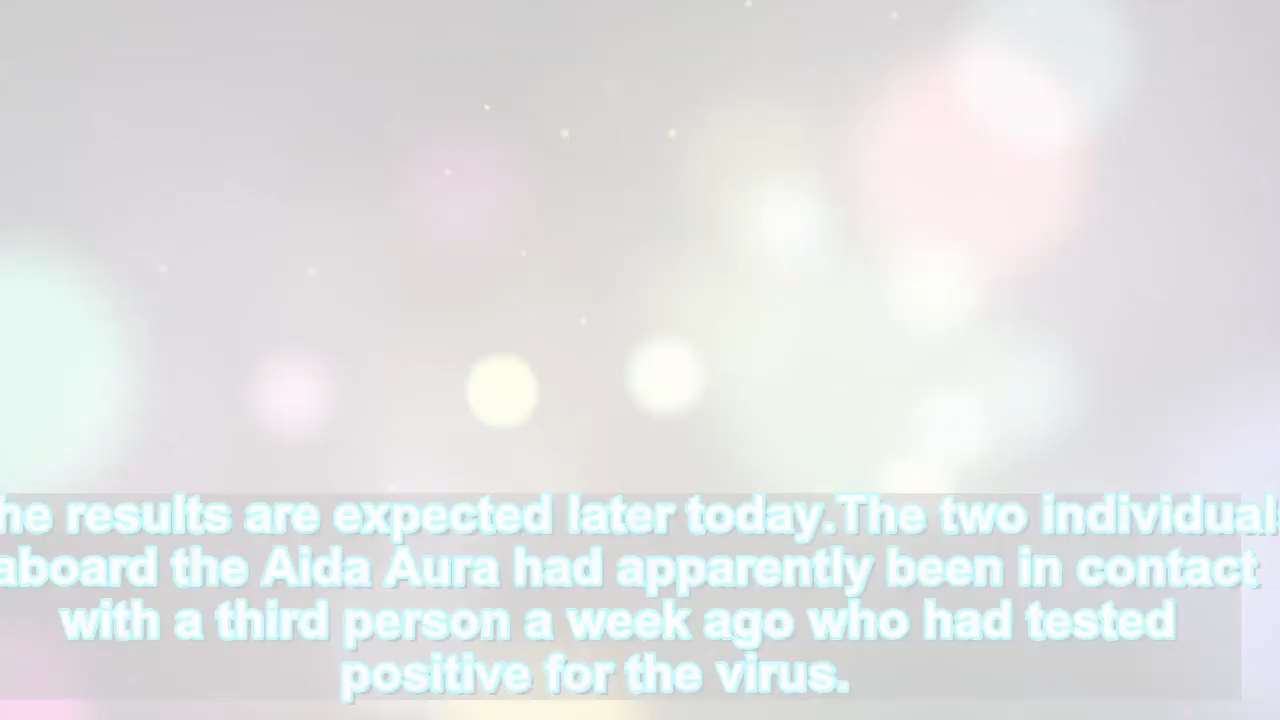 he results are expected later today.The two individuals
aboard the Aida Aura had apparently been in contact
with a third person a week ago who had tested
positive for the virus.